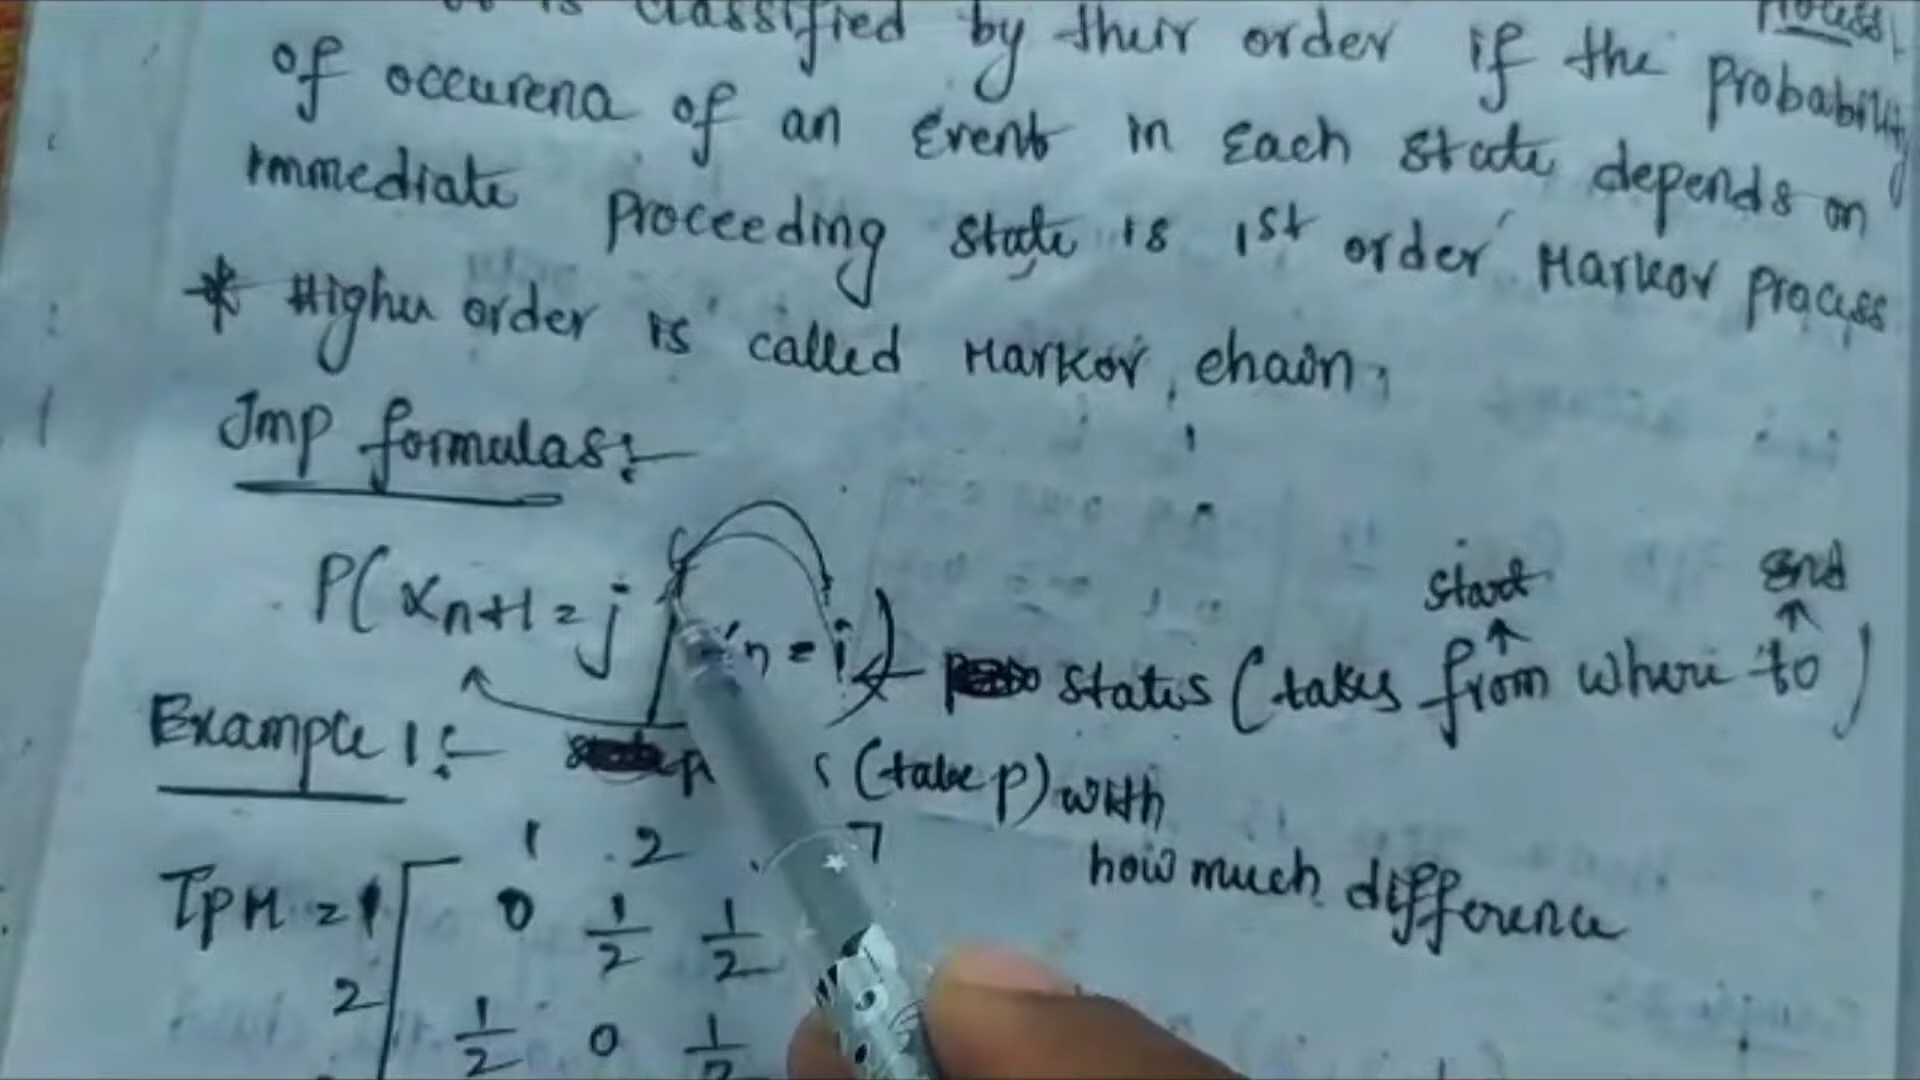 is classified by their order if the probability
Process
of occurena of an Event in Each state depends on
immediate proceeding state is 1st order Markov process
* Higher order is called Markov chain.
Imp formulas:-
start end
P(Xn+1 = j / n = i) status (takes from where to)
Example 1:- (take p) with
how much difference
1 2
TPM = 1 0 1/2 1/2
2 1/2 0